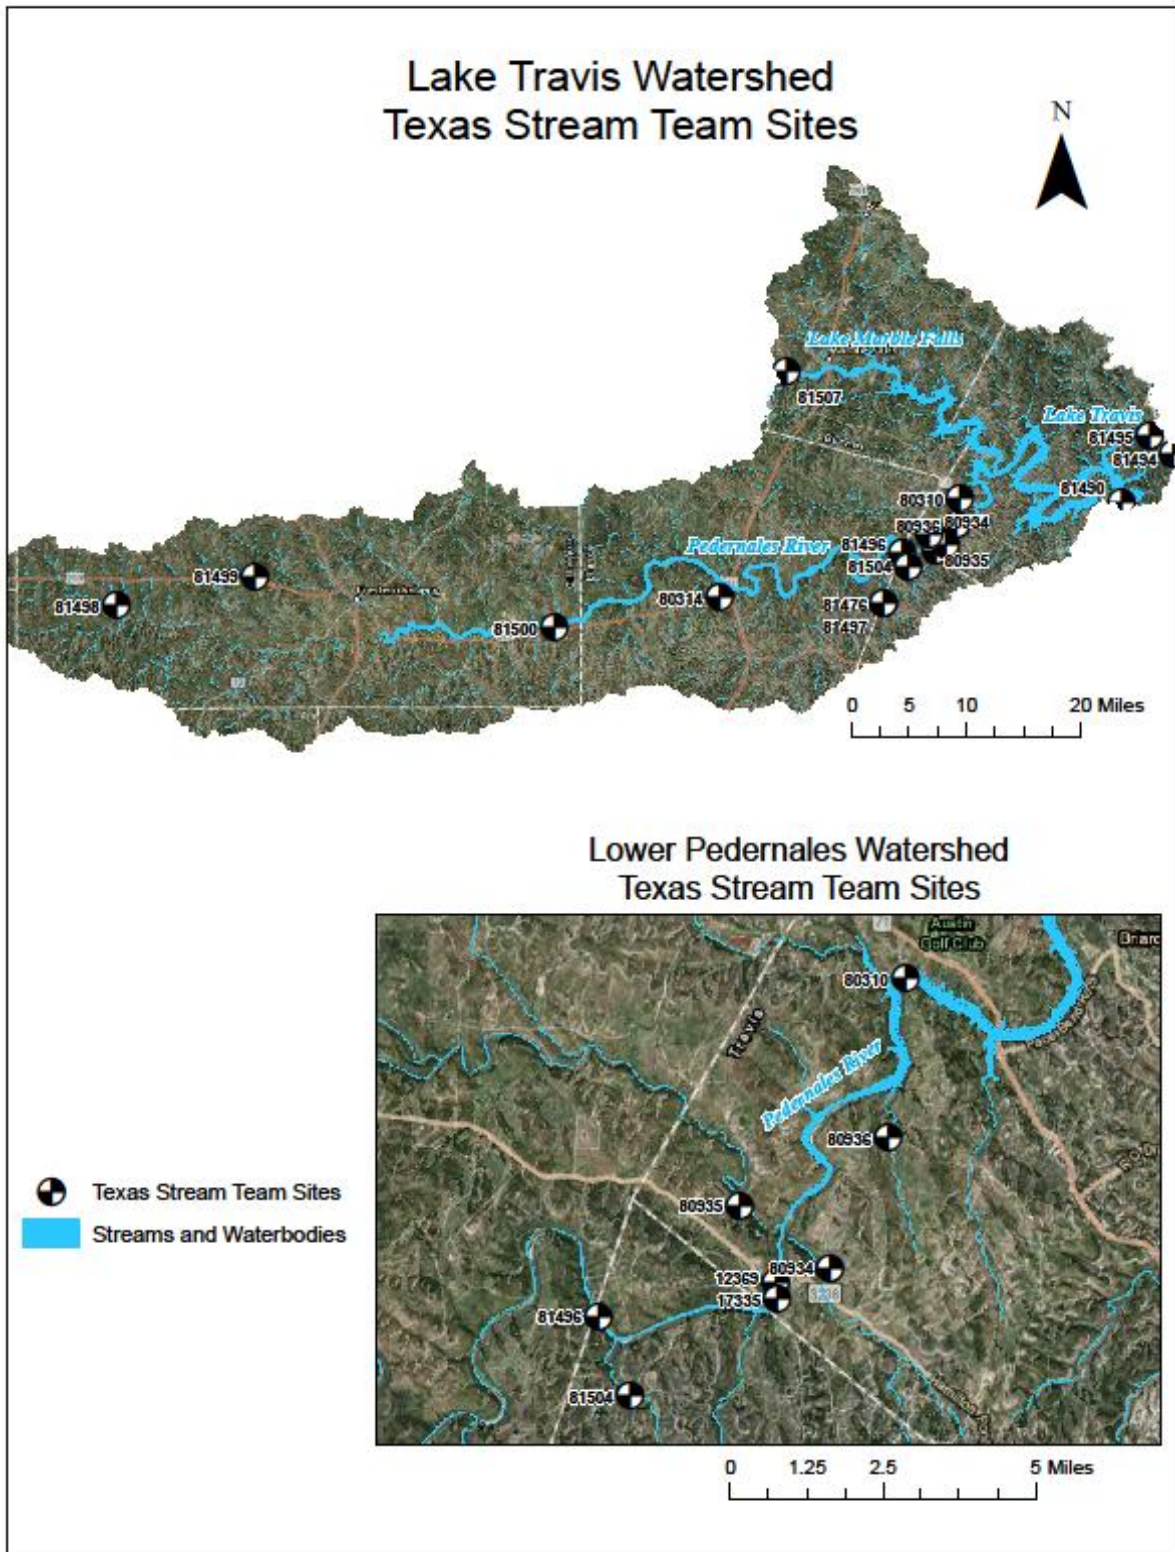 Lake Travis Watershed
Texas Stream Team Sites
N
Lake Marble Falls
81507
Lake Travis
81495
81494
81490
80310
80936
80934
Pedernales River
81496
80935
81504
81499
81498
80314
81476
81500
81497
0 5 10 20 Miles
Lower Pedernales Watershed
Texas Stream Team Sites
71
Austin
Golf Club
80310
Travis
Pedernales River
80936
80935
80934
12369
3238
17335
81496
81504
Texas Stream Team Sites
Streams and Waterbodies
0 1.25 2.5 5 Miles